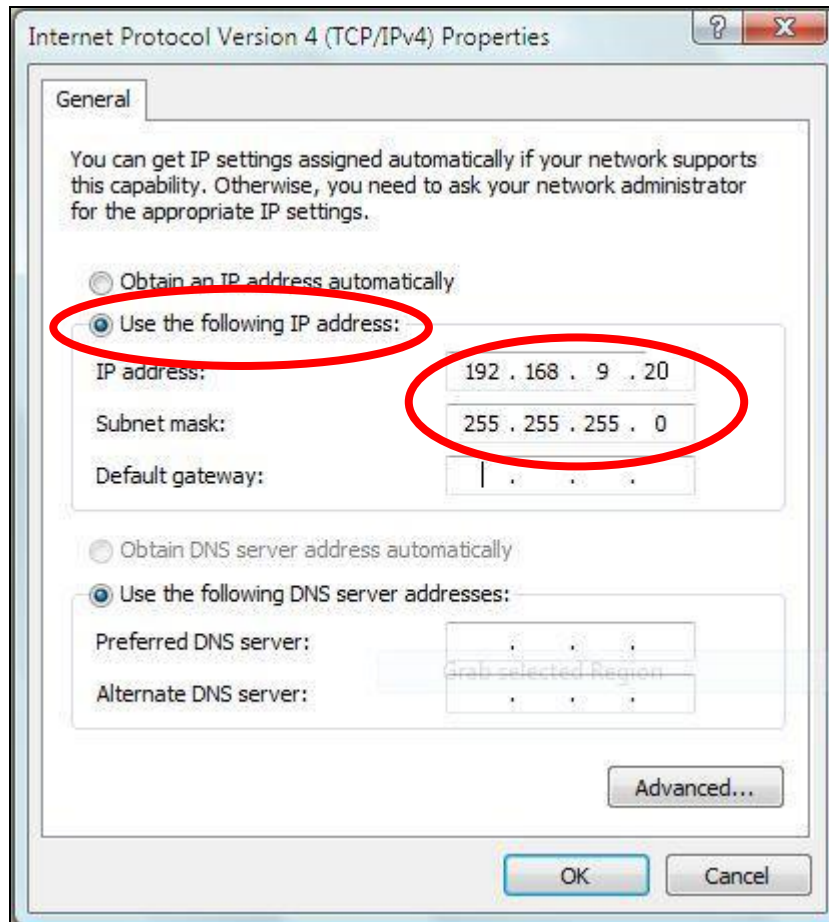 Internet Protocol Version 4 (TCP/IPv4) Properties
General
You can get IP settings assigned automatically if your network supports
this capability. Otherwise, you need to ask your network administrator
for the appropriate IP settings.
Obtain an IP address automatically
Use the following IP address:
IP address: 192 . 168 . 9 . 20
Subnet mask: 255 . 255 . 255 . 0
Default gateway: . . .
Obtain DNS server address automatically
Use the following DNS server addresses:
Preferred DNS server: . . .
Grab selected Region
Alternate DNS server: . . .
Advanced...
OK Cancel